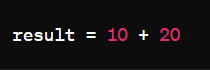 result = 10 + 20